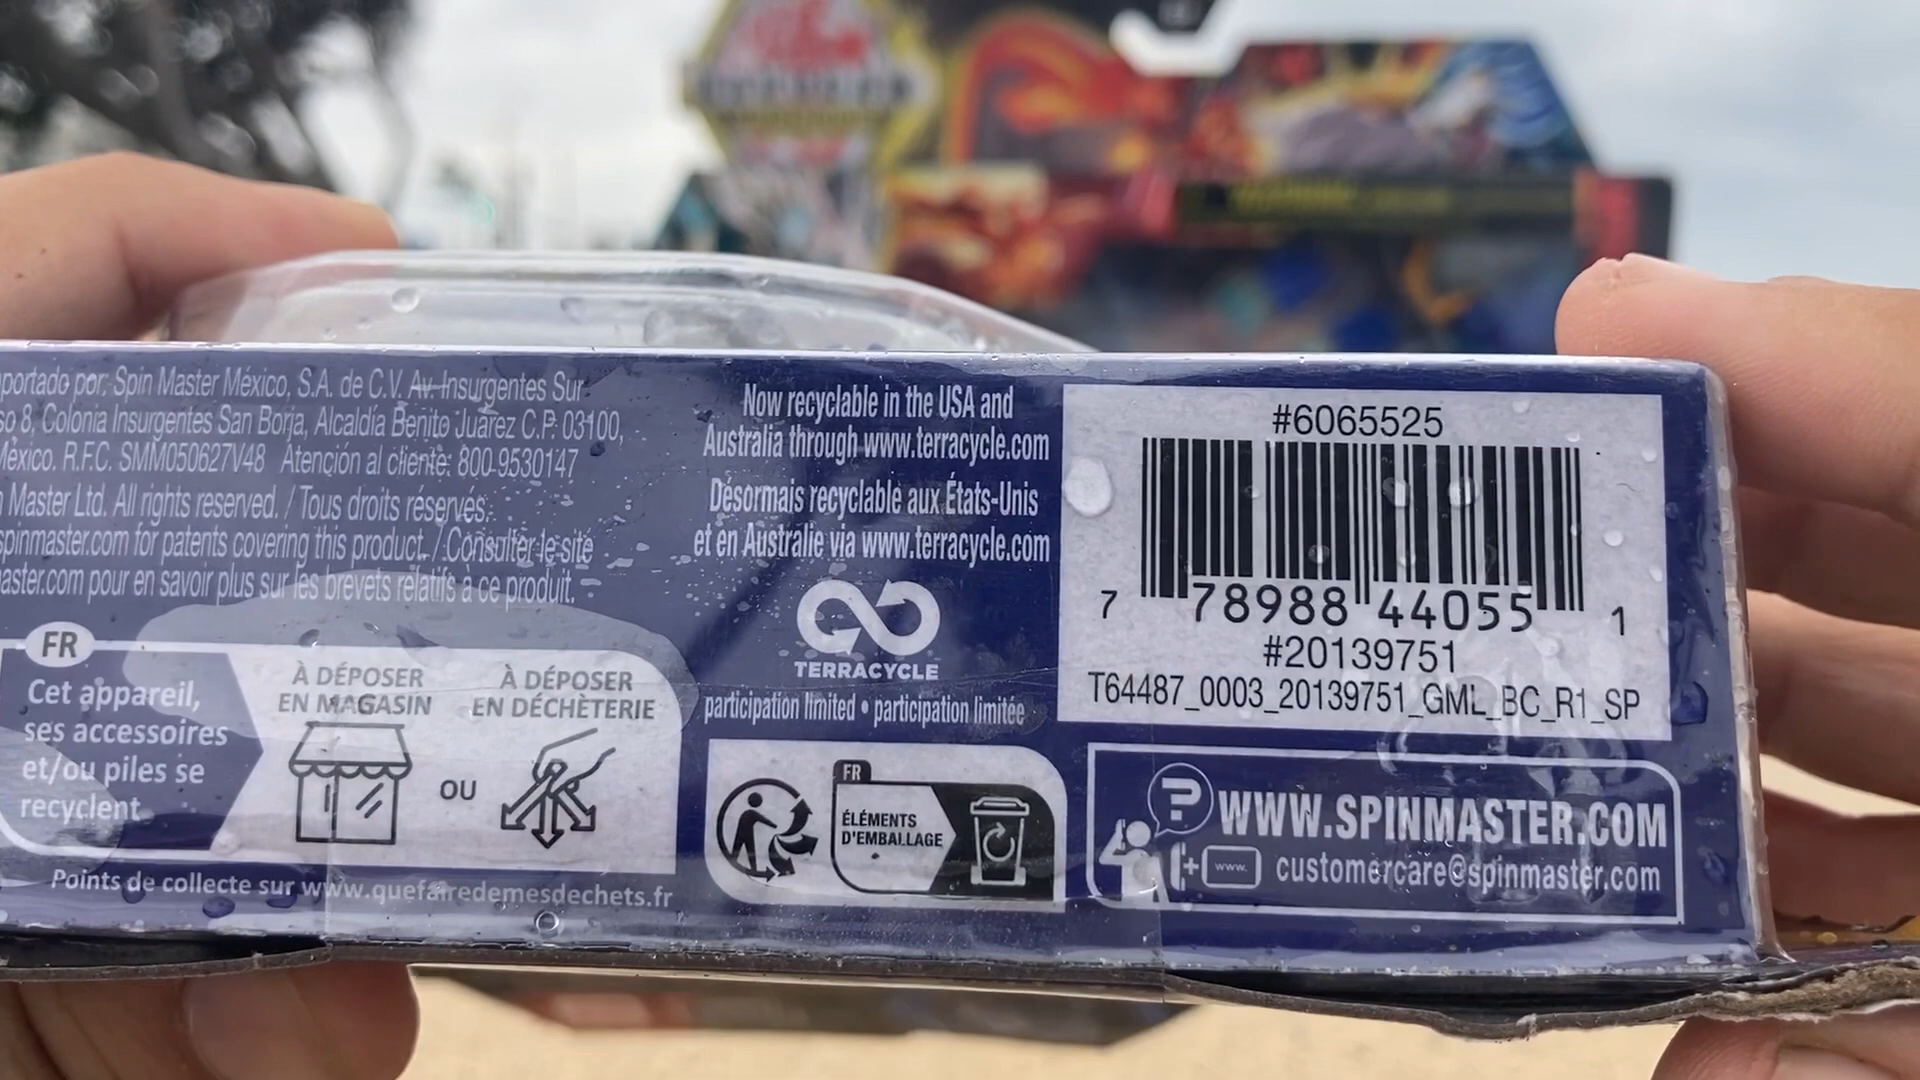 portado por: Spin Master México, S.A. de C.V. Av. Insurgentes Sur
so 8, Colonia Insurgentes San Borja, Alcaldía Benito Juárez C.P. 03100,
México. R.F.C. SMM050627V48 Atención al cliente: 800-9530147
n Master Ltd. All rights reserved. / Tous droits réservés.
spinmaster.com for patents covering this product. / Consulter le site
aster.com pour en savoir plus sur les brevets relatifs à ce produit.
FR
Cet appareil,
ses accessoires
et/ou piles se
recyclent
À DÉPOSER
EN MAGASIN
OU
À DÉPOSER
EN DÉCHÈTERIE
Points de collecte sur www.quefairedemesdechets.fr
Now recyclable in the USA and
Australia through www.terracycle.com
Désormais recyclable aux États-Unis
et en Australie via www.terracycle.com
TERRACYCLE
participation limited • participation limitée
FR
ÉLÉMENTS
D'EMBALLAGE
#6065525
7 78988 44055 1
#20139751
T64487_0003_20139751_GML_BC_R1_SP
? WWW.SPINMASTER.COM
+ www. customercare@spinmaster.com